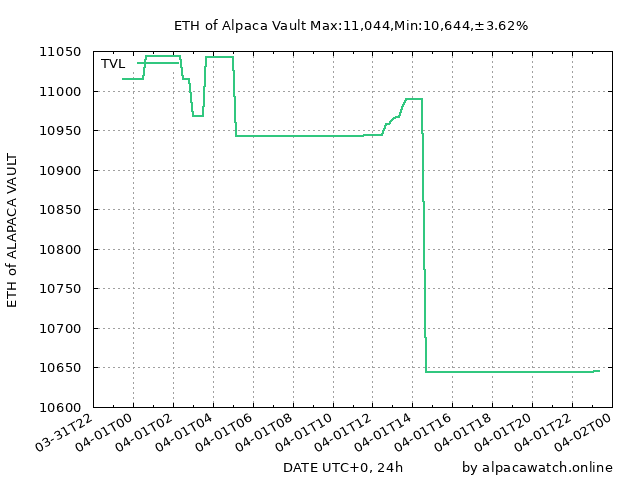 ETH of Alpaca Vault Max:11,044,Min:10,644,±3.62%
11050
11000
10950
10900
10850
10800
10750
10700
10650
10600
TVL
ETH of ALAPACA VAULT
03-31T22
04-01T00
04-01T02
04-01T04
04-01T06
04-01T08
04-01T10
04-01T12
04-01T14
04-01T16
04-01T18
04-01T20
04-01T22
04-02T00
DATE UTC+0, 24h
by alpacawatch.online